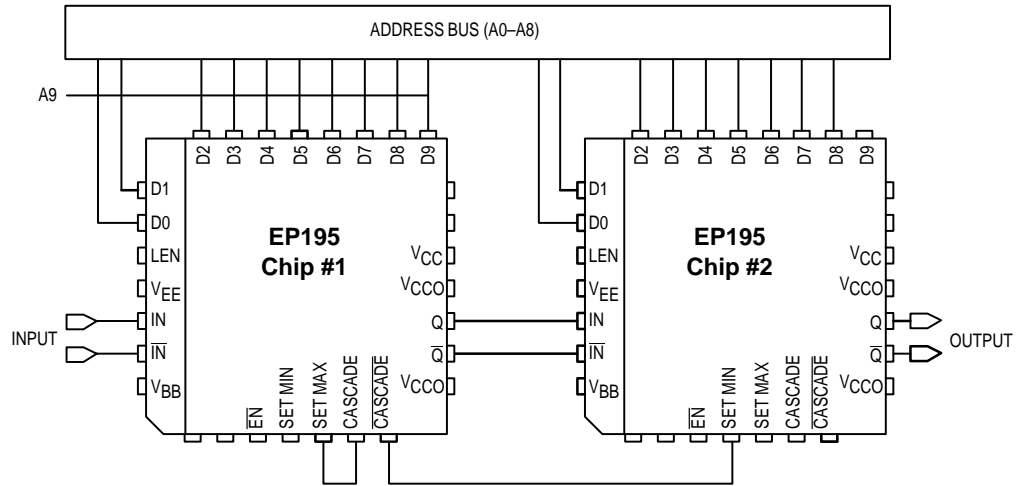 ADDRESS BUS (A0–A8)
A9
D2 D3 D4 D5 D6 D7 D8 D9
D1
D0
LEN
VEE
IN
IN
VBB
EP195
Chip #1
VCC
VCCO
Q
Q
VCCO
EN
SET MIN
SET MAX
CASCADE
CASCADE
INPUT
D2 D3 D4 D5 D6 D7 D8 D9
D1
D0
LEN
VEE
IN
IN
VBB
EP195
Chip #2
VCC
VCCO
Q
Q
VCCO
EN
SET MIN
SET MAX
CASCADE
CASCADE
OUTPUT